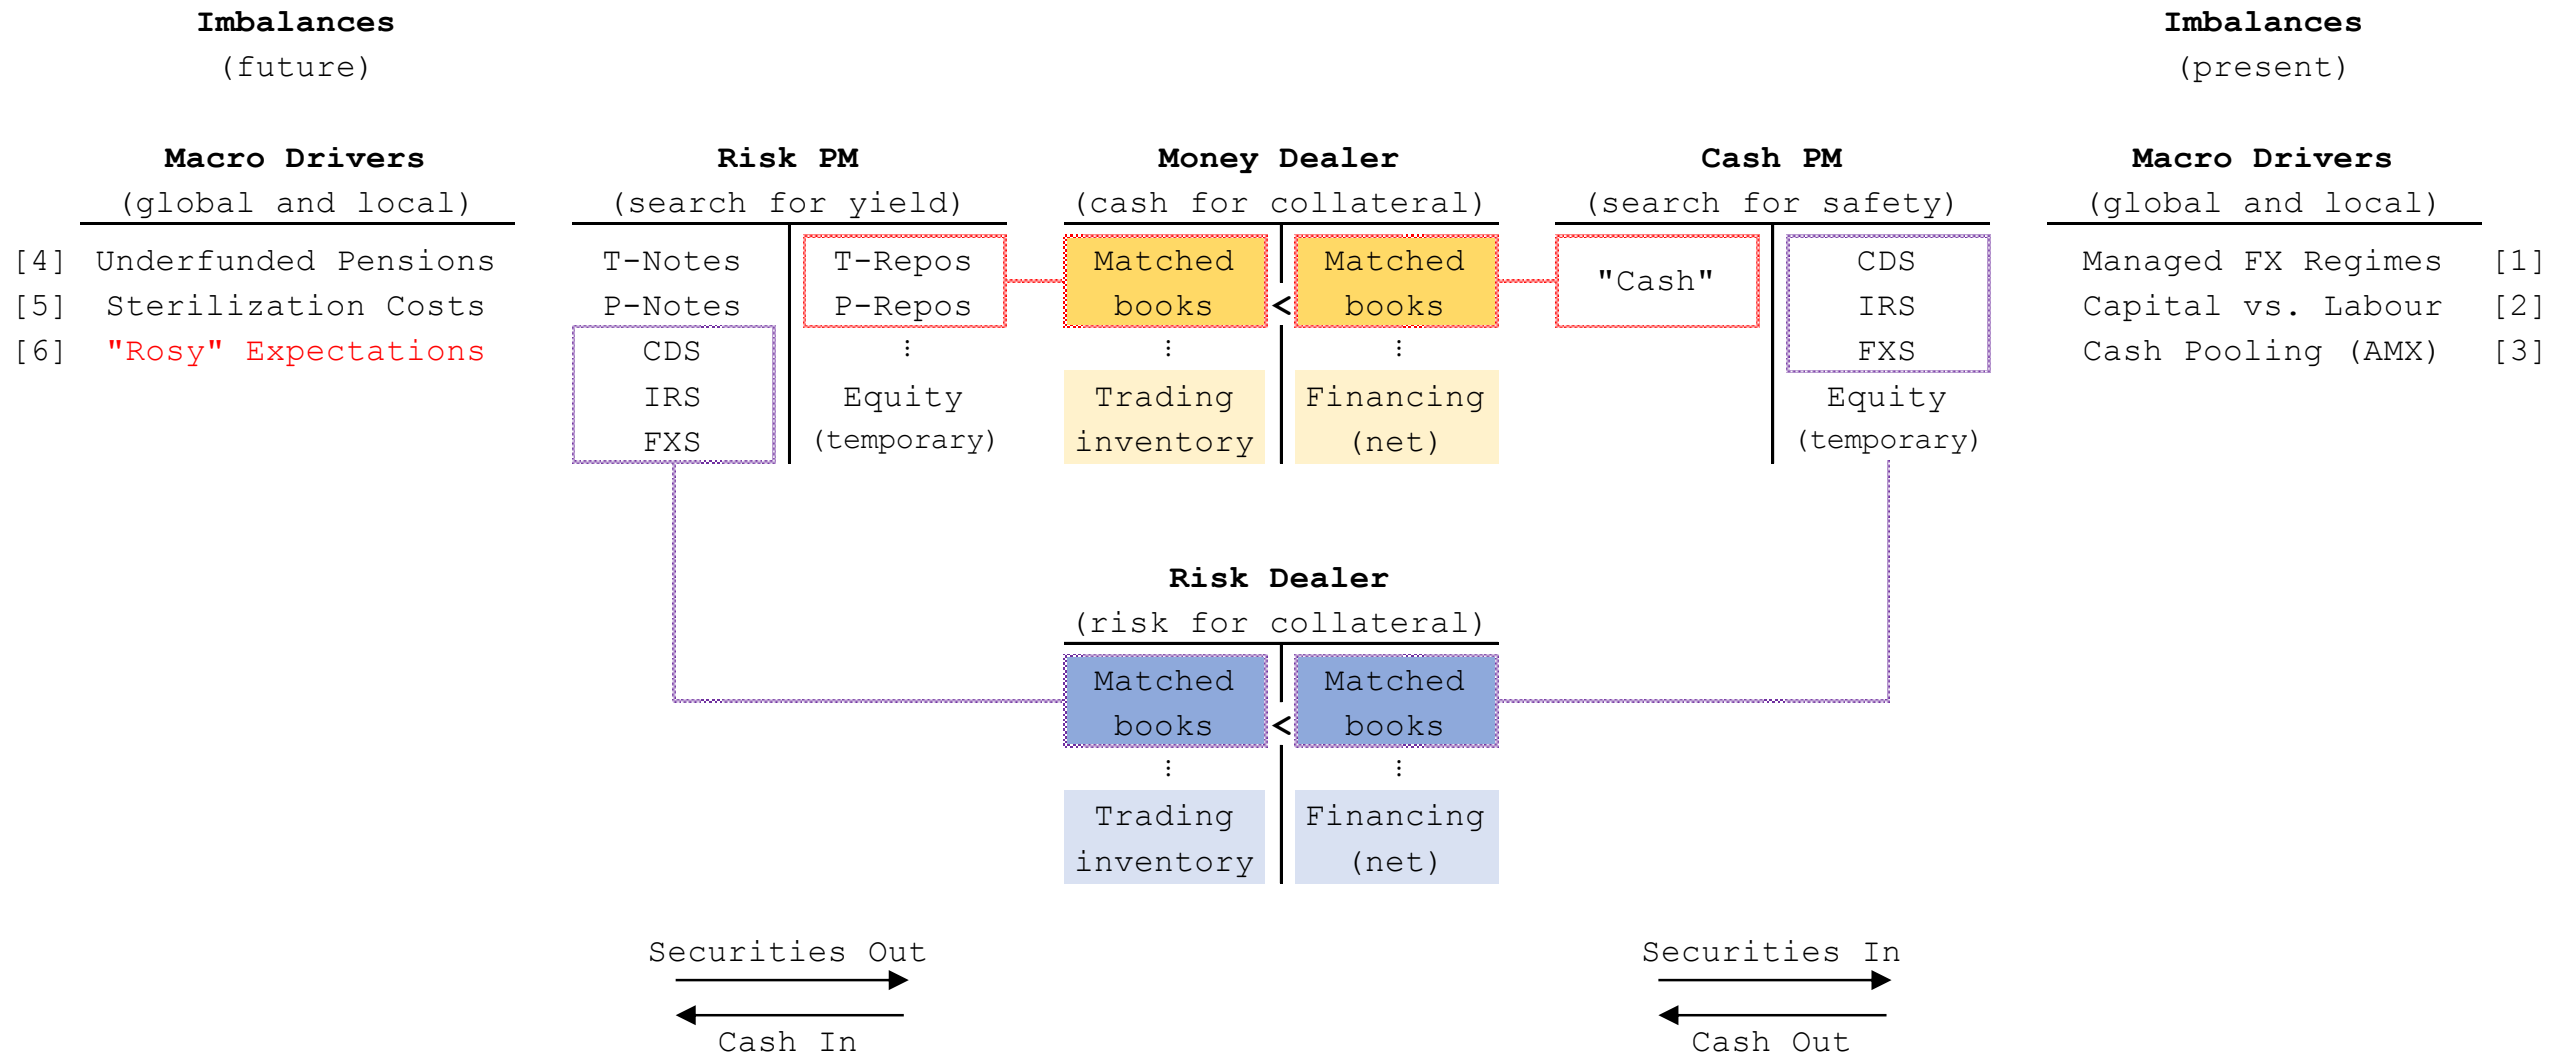 Imbalances
(future)
Imbalances
(present)
Macro Drivers
(global and local)
[4] Underfunded Pensions
[5] Sterilization Costs
[6] "Rosy" Expectations
Risk PM
(search for yield)
T-Notes
P-Notes
CDS
IRS
FXS
T-Repos
P-Repos
⋮
Equity
(temporary)
Money Dealer
(cash for collateral)
Matched
books
⋮
Trading
inventory
<
Matched
books
⋮
Financing
(net)
Cash PM
(search for safety)
"Cash"
CDS
IRS
FXS
Equity
(temporary)
Macro Drivers
(global and local)
Managed FX Regimes [1]
Capital vs. Labour [2]
Cash Pooling (AMX) [3]
Risk Dealer
(risk for collateral)
Matched
books
⋮
Trading
inventory
<
Matched
books
⋮
Financing
(net)
Securities Out
Cash In
Securities In
Cash Out